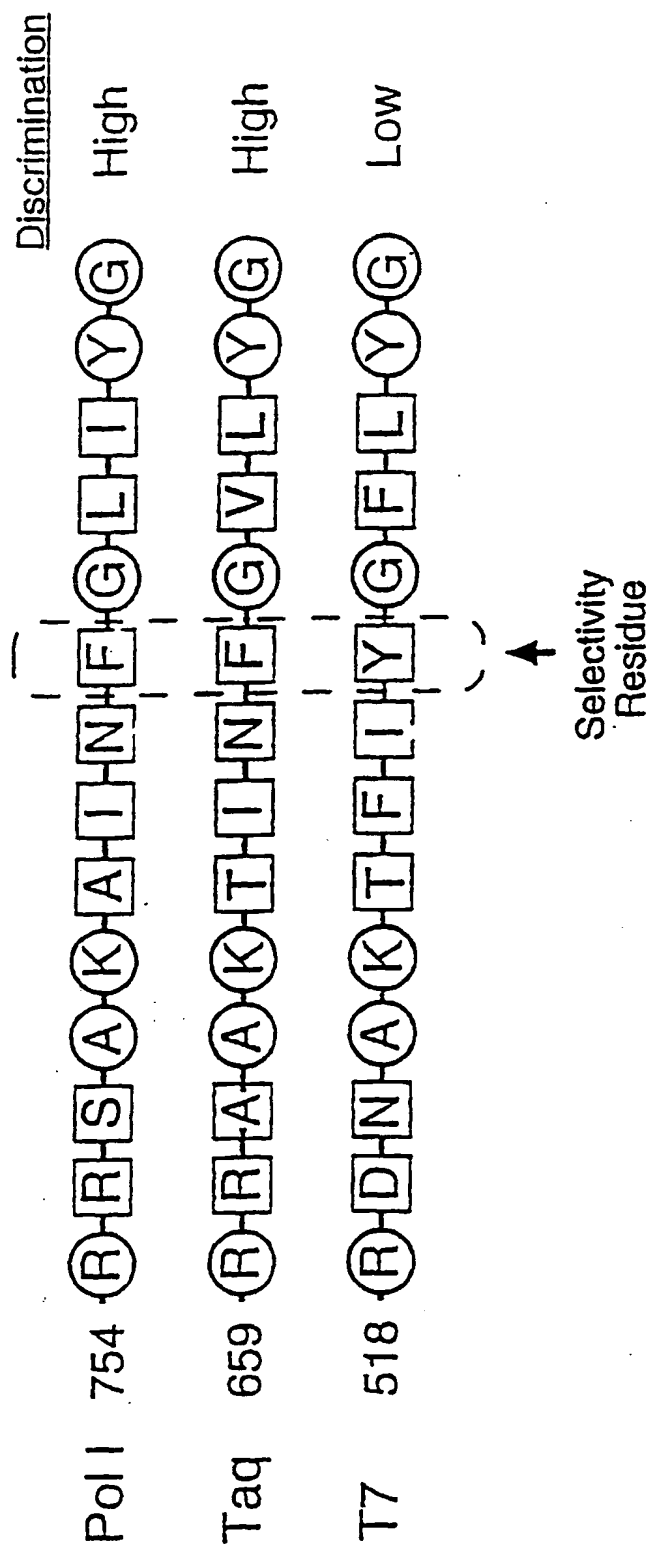 Discrimination
Pol I 754 R R S A K A I N F G L I Y G High
Taq 659 R R A A K T I N F G V L Y G High
T7 518 R D N A K T F I Y G F L Y G Low
Selectivity
Residue